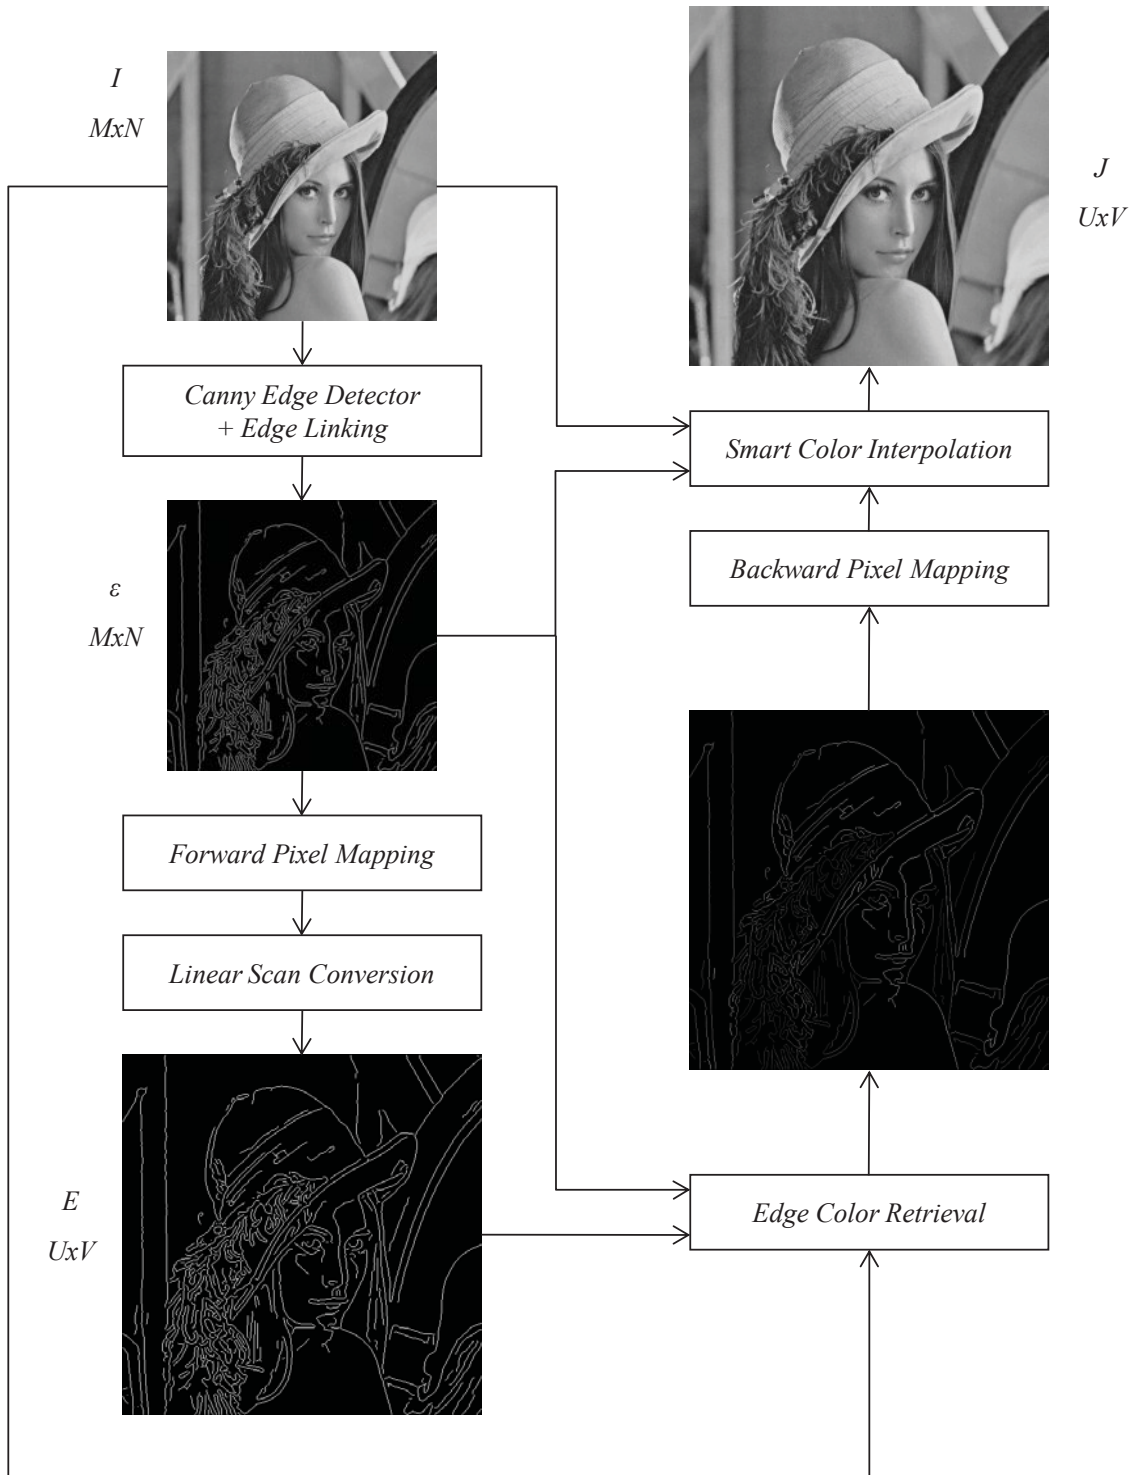 I
MxN
J
UxV
Canny Edge Detector
+ Edge Linking
Smart Color Interpolation
Backward Pixel Mapping
ε
MxN
Forward Pixel Mapping
Linear Scan Conversion
E
UxV
Edge Color Retrieval